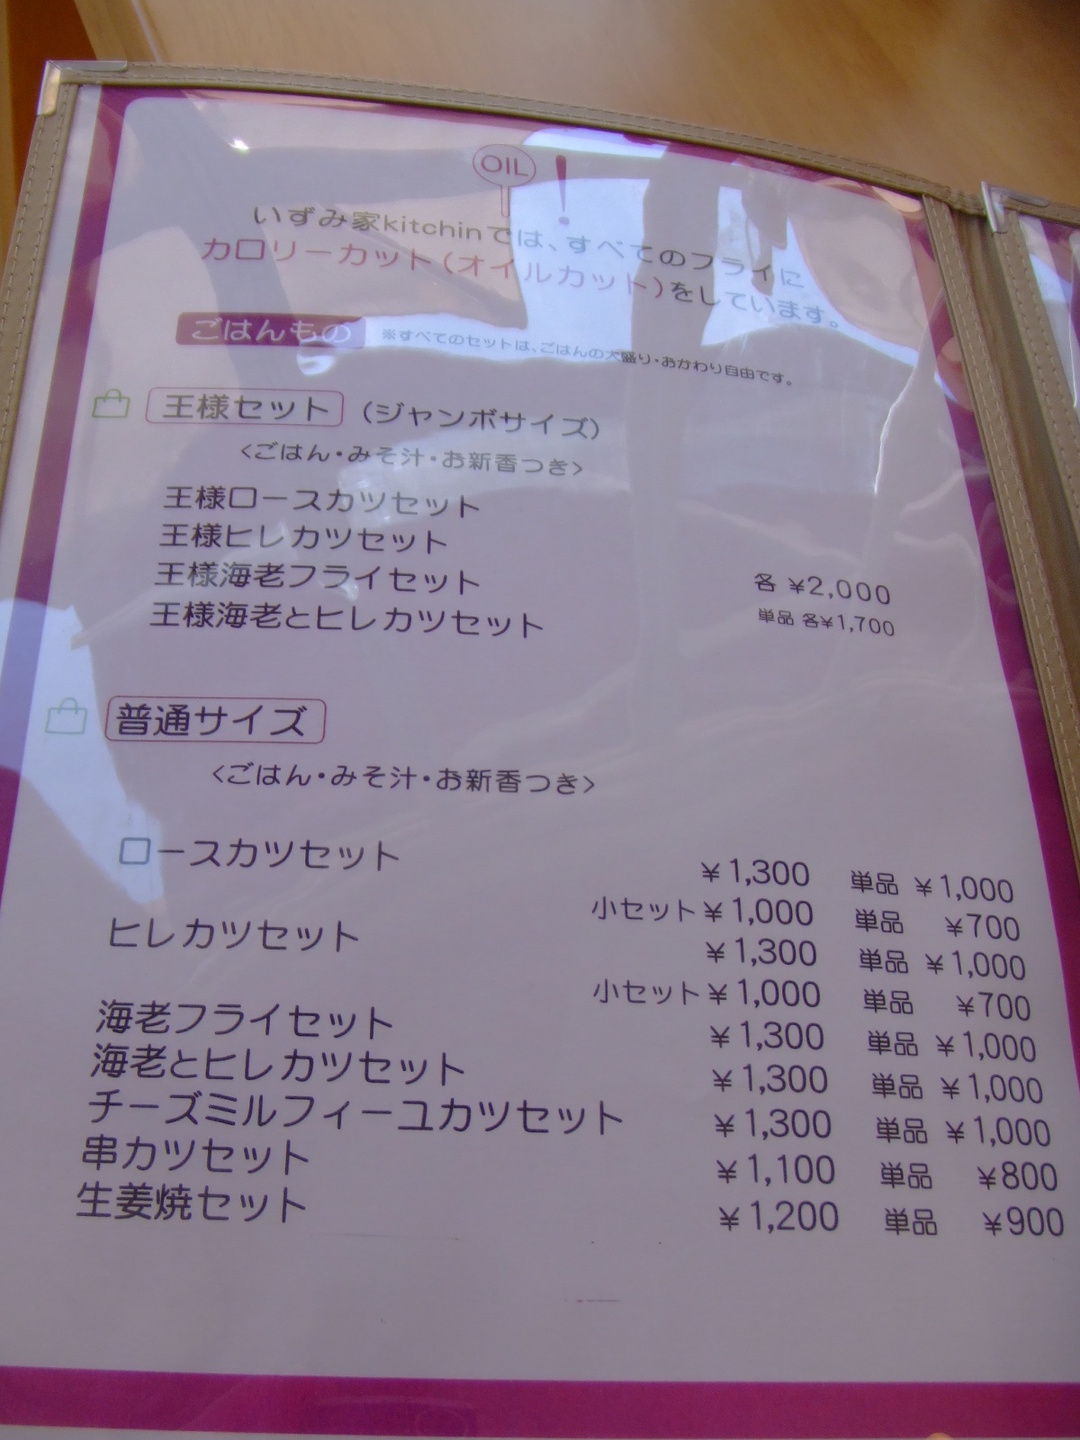 OIL !
いずみ家kitchinでは、すべてのフライに
カロリーカット(オイルカット)をしています。
ごはんもの ※すべてのセットは、ごはんの大盛り・おかわり自由です。
王様セット (ジャンボサイズ)
<ごはん・みそ汁・お新香つき>
王様ロースカツセット
王様ヒレカツセット
王様海老フライセット 各 ¥2,000
王様海老とヒレカツセット 単品 各¥1,700
普通サイズ
<ごはん・みそ汁・お新香つき>
ロースカツセット ¥1,300 単品 ¥1,000
小セット¥1,000 単品 ¥700
ヒレカツセット ¥1,300 単品 ¥1,000
小セット¥1,000 単品 ¥700
海老フライセット ¥1,300 単品 ¥1,000
海老とヒレカツセット ¥1,300 単品 ¥1,000
チーズミルフィーユカツセット ¥1,300 単品 ¥1,000
串カツセット ¥1,100 単品 ¥800
生姜焼セット ¥1,200 単品 ¥900